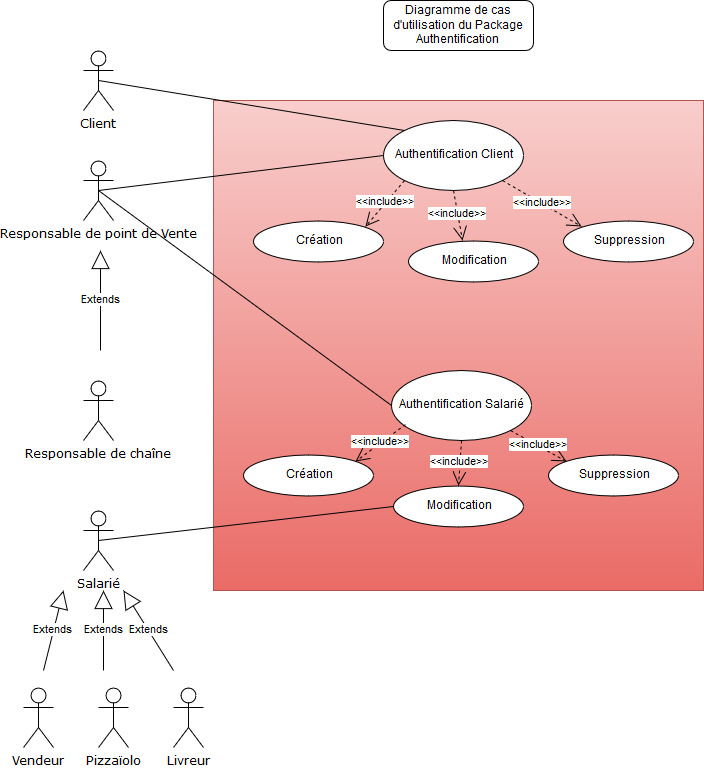 Diagramme de cas
d'utilisation du Package
Authentification
Client
Authentification Client
<<include>>
<<include>>
<<include>>
Création
Modification
Suppression
Responsable de point de Vente
Extends
Responsable de chaîne
Authentification Salarié
<<include>>
<<include>>
<<include>>
Création
Modification
Suppression
Salarié
Extends
Extends
Extends
Vendeur
Pizzaïolo
Livreur